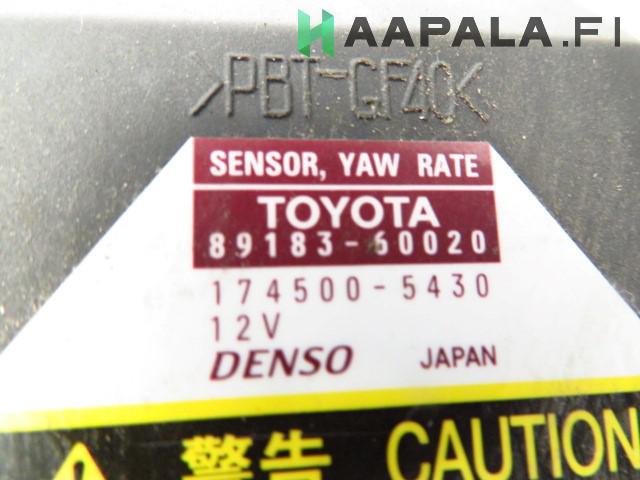 HAAPALA.FI
>PBT-GF40<
SENSOR, YAW RATE
TOYOTA
89183-60020
174500-5430
12V
DENSO JAPAN
警告 CAUTION